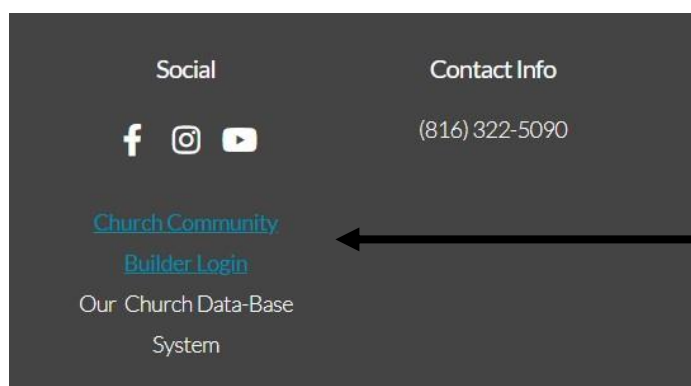 Social
Contact Info
(816) 322-5090
Church Community
Builder Login
Our Church Data-Base
System